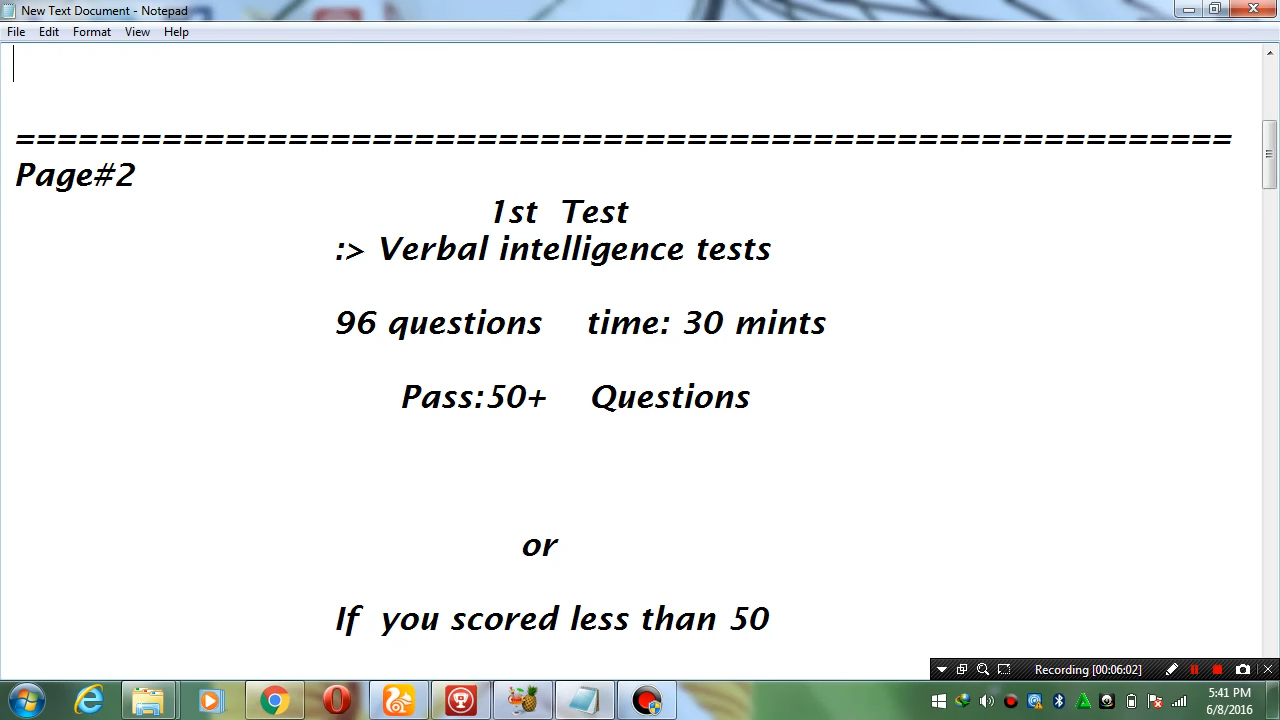 New Text Document - Notepad
File Edit Format View Help
==========================================================
Page#2
1st Test
:> Verbal intelligence tests
96 questions time: 30 mints
Pass:50+ Questions
or
If you scored less than 50
Recording [00:06:02]
5:41 PM
6/8/2016